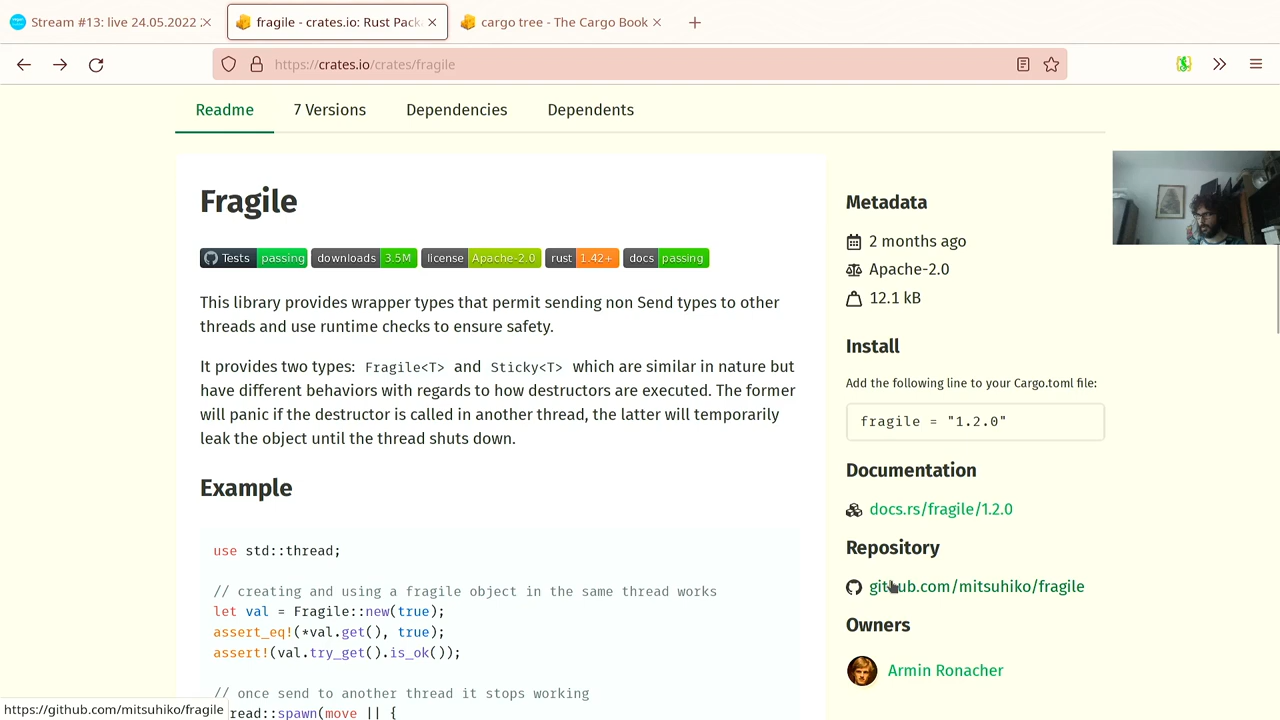 Stream #13: live 24.05.2022
fragile - crates.io: Rust Pack
cargo tree - The Cargo Book
https://crates.io/crates/fragile
Readme
7 Versions
Dependencies
Dependents
Fragile
Tests passing downloads 3.5M license Apache-2.0 rust 1.42+ docs passing
This library provides wrapper types that permit sending non Send types to other
threads and use runtime checks to ensure safety.
It provides two types: Fragile<T> and Sticky<T> which are similar in nature but
have different behaviors with regards to how destructors are executed. The former
will panic if the destructor is called in another thread, the latter will temporarily
leak the object until the thread shuts down.
Example
use std::thread;
// creating and using a fragile object in the same thread works
let val = Fragile::new(true);
assert_eq!(*val.get(), true);
assert!(val.try_get().is_ok());
// once send to another thread it stops working
thread::spawn(move || {
Metadata
2 months ago
Apache-2.0
12.1 kB
Install
Add the following line to your Cargo.toml file:
fragile = "1.2.0"
Documentation
docs.rs/fragile/1.2.0
Repository
github.com/mitsuhiko/fragile
Owners
Armin Ronacher
https://github.com/mitsuhiko/fragile